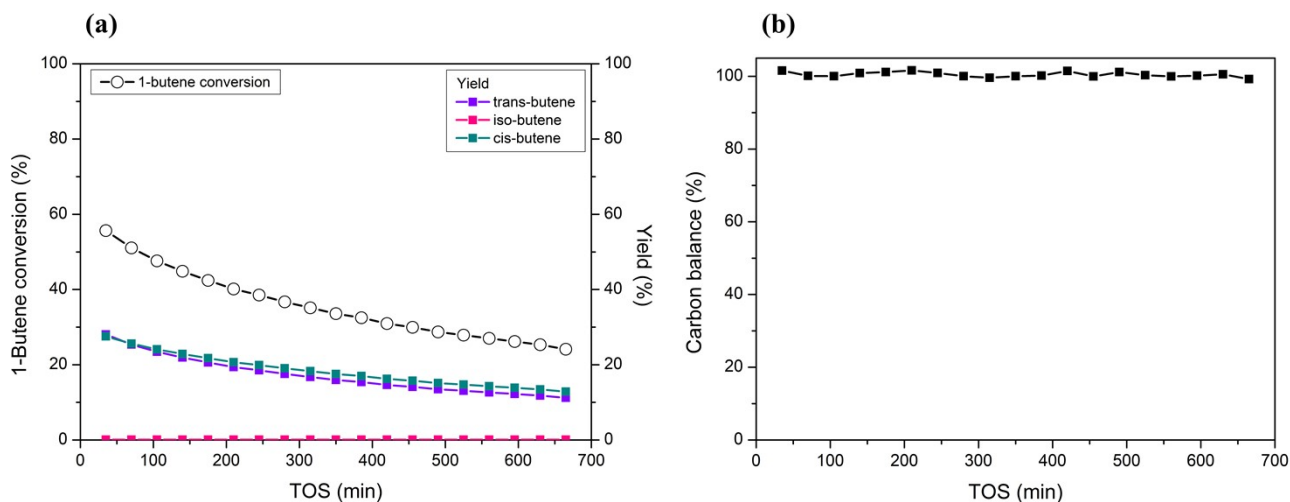 (a)
100
80
60
40
20
0
1-Butene conversion (%)
1-butene conversion
Yield
trans-butene
iso-butene
cis-butene
100
80
60
40
20
0
Yield (%)
0 100 200 300 400 500 600 700
TOS (min)
(b)
100
80
60
40
20
0
Carbon balance (%)
0 100 200 300 400 500 600 700
TOS (min)